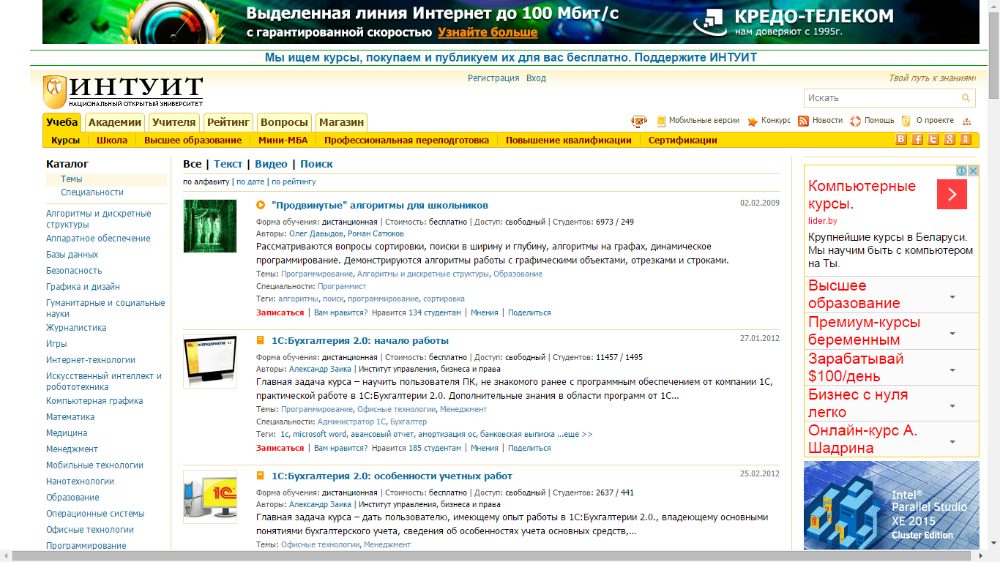 Выделенная линия Интернет до 100 Мбит/с
с гарантированной скоростью Узнайте больше
КРЕДО-ТЕЛЕКОМ
нам доверяют с 1995г.
Мы ищем курсы, покупаем и публикуем их для вас бесплатно. Поддержите ИНТУИТ
ИНТУИТ
НАЦИОНАЛЬНЫЙ ОТКРЫТЫЙ УНИВЕРСИТЕТ
Регистрация Вход
Твой путь к знаниям!
Искать
Учеба Академии Учителя Рейтинг Вопросы Магазин
Мобильные версии Конкурс Новости Помощь О проекте
Курсы Школа Высшее образование Мини-МБА Профессиональная переподготовка Повышение квалификации Сертификации
Каталог
Темы
Специальности
Алгоритмы и дискретные
структуры
Аппаратное обеспечение
Базы данных
Безопасность
Графика и дизайн
Гуманитарные и социальные
науки
Журналистика
Игры
Интернет-технологии
Искусственный интеллект и
робототехника
Компьютерная графика
Математика
Медицина
Менеджмент
Мобильные технологии
Нанотехнологии
Образование
Операционные системы
Офисные технологии
Программирование
Все | Текст | Видео | Поиск
по алфавиту | по дате | по рейтингу
"Продвинутые" алгоритмы для школьников
02.02.2009
Форма обучения: дистанционная | Стоимость: бесплатно | Доступ: свободный | Студентов: 6973 / 249
Авторы: Олег Давыдов, Роман Сатюков
Рассматриваются вопросы сортировки, поиски в ширину и глубину, алгоритмы на графах, динамическое
программирование. Демонстрируются алгоритмы работы с графическими объектами, отрезками и строками.
Темы: Программирование, Алгоритмы и дискретные структуры, Образование
Специальности: Программист
Теги: алгоритмы, поиск, программирование, сортировка
Записаться | Вам нравится? Нравится 134 студентам | Мнения | Поделиться
1С:Бухгалтерия 2.0: начало работы
27.01.2012
Форма обучения: дистанционная | Стоимость: бесплатно | Доступ: свободный | Студентов: 11457 / 1495
Авторы: Александр Заика | Институт управления, бизнеса и права
Главная задача курса – научить пользователя ПК, не знакомого ранее с программным обеспечением от компании 1С,
практической работе в 1С:Бухгалтерии 2.0. Дополнительные знания в области программ от 1С...
Темы: Программирование, Офисные технологии, Менеджмент
Специальности: Администратор 1С, Бухгалтер
Теги: 1c, microsoft word, авансовый отчет, амортизация ос, банковская выписка ...еще >>
Записаться | Вам нравится? Нравится 185 студентам | Мнения | Поделиться
1С:Бухгалтерия 2.0: особенности учетных работ
25.02.2012
Форма обучения: дистанционная | Стоимость: бесплатно | Доступ: свободный | Студентов: 2637 / 441
Авторы: Александр Заика | Институт управления, бизнеса и права
Главная задача курса – дать пользователю, имеющему опыт работы в 1С:Бухгалтерии 2.0., владеющему основными
понятиями бухгалтерского учета, сведения об особенностях учета основных средств,...
Темы: Офисные технологии, Менеджмент
Компьютерные
курсы.
lider.by
Крупнейшие курсы в Беларуси.
Мы научим быть с компьютером
на Ты.
Высшее
образование
Премиум-курсы
беременным
Зарабатывай
$100/день
Бизнес с нуля
легко
Онлайн-курс А.
Шадрина
Intel®
Parallel Studio
XE 2015
Cluster Edition